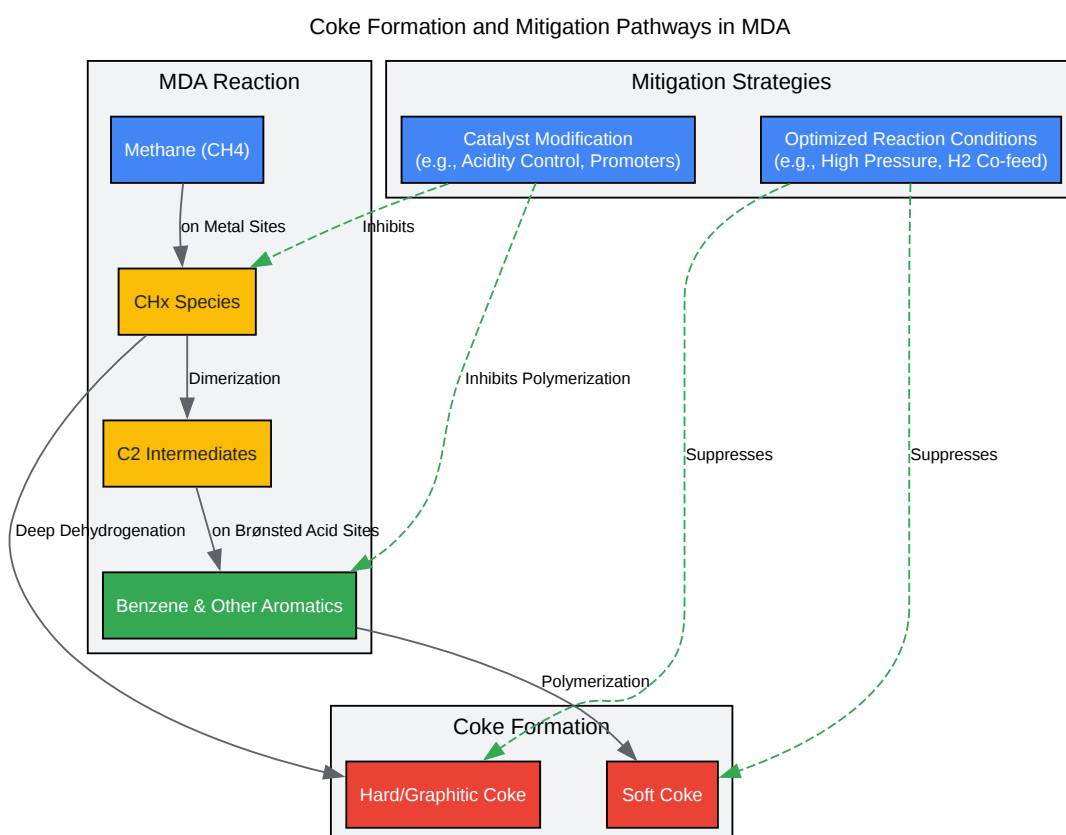 Coke Formation and Mitigation Pathways in MDA
MDA Reaction
Mitigation Strategies
Methane (CH4)
Catalyst Modification
(e.g., Acidity Control, Promoters)
Optimized Reaction Conditions
(e.g., High Pressure, H2 Co-feed)
on Metal Sites
Inhibits
CHx Species
Dimerization
Inhibits Polymerization
C2 Intermediates
Suppresses
Suppresses
Deep Dehydrogenation
on Brønsted Acid Sites
Benzene & Other Aromatics
Polymerization
Coke Formation
Hard/Graphitic Coke
Soft Coke